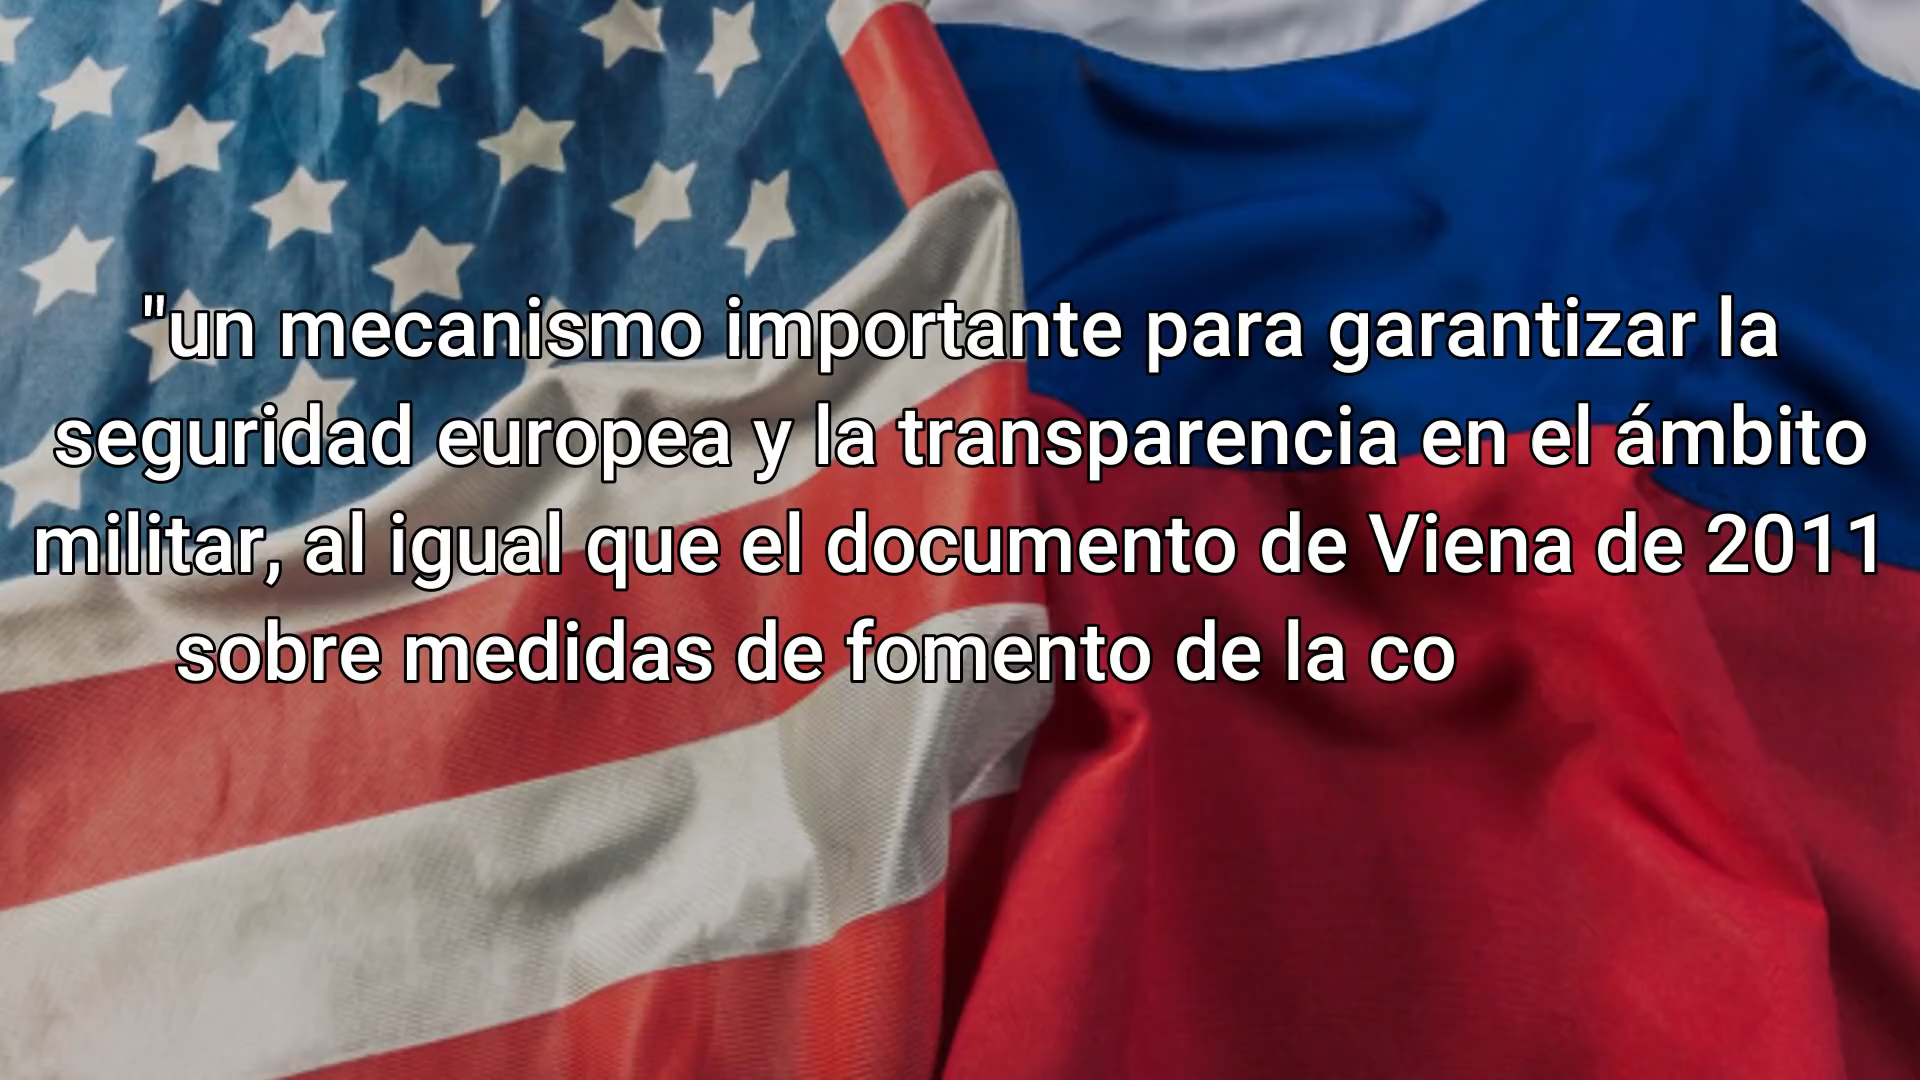 "un mecanismo importante para garantizar la
seguridad europea y la transparencia en el ámbito
militar, al igual que el documento de Viena de 2011
sobre medidas de fomento de la co